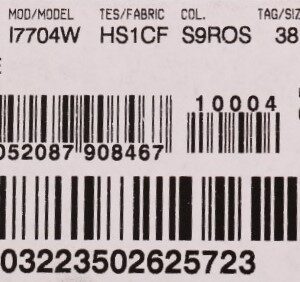 MOD/MODEL TES/FABRIC COL. TAG/SIZ
I7704W HS1CF S9ROS 38
E
10004
052087 908467
03223502625723